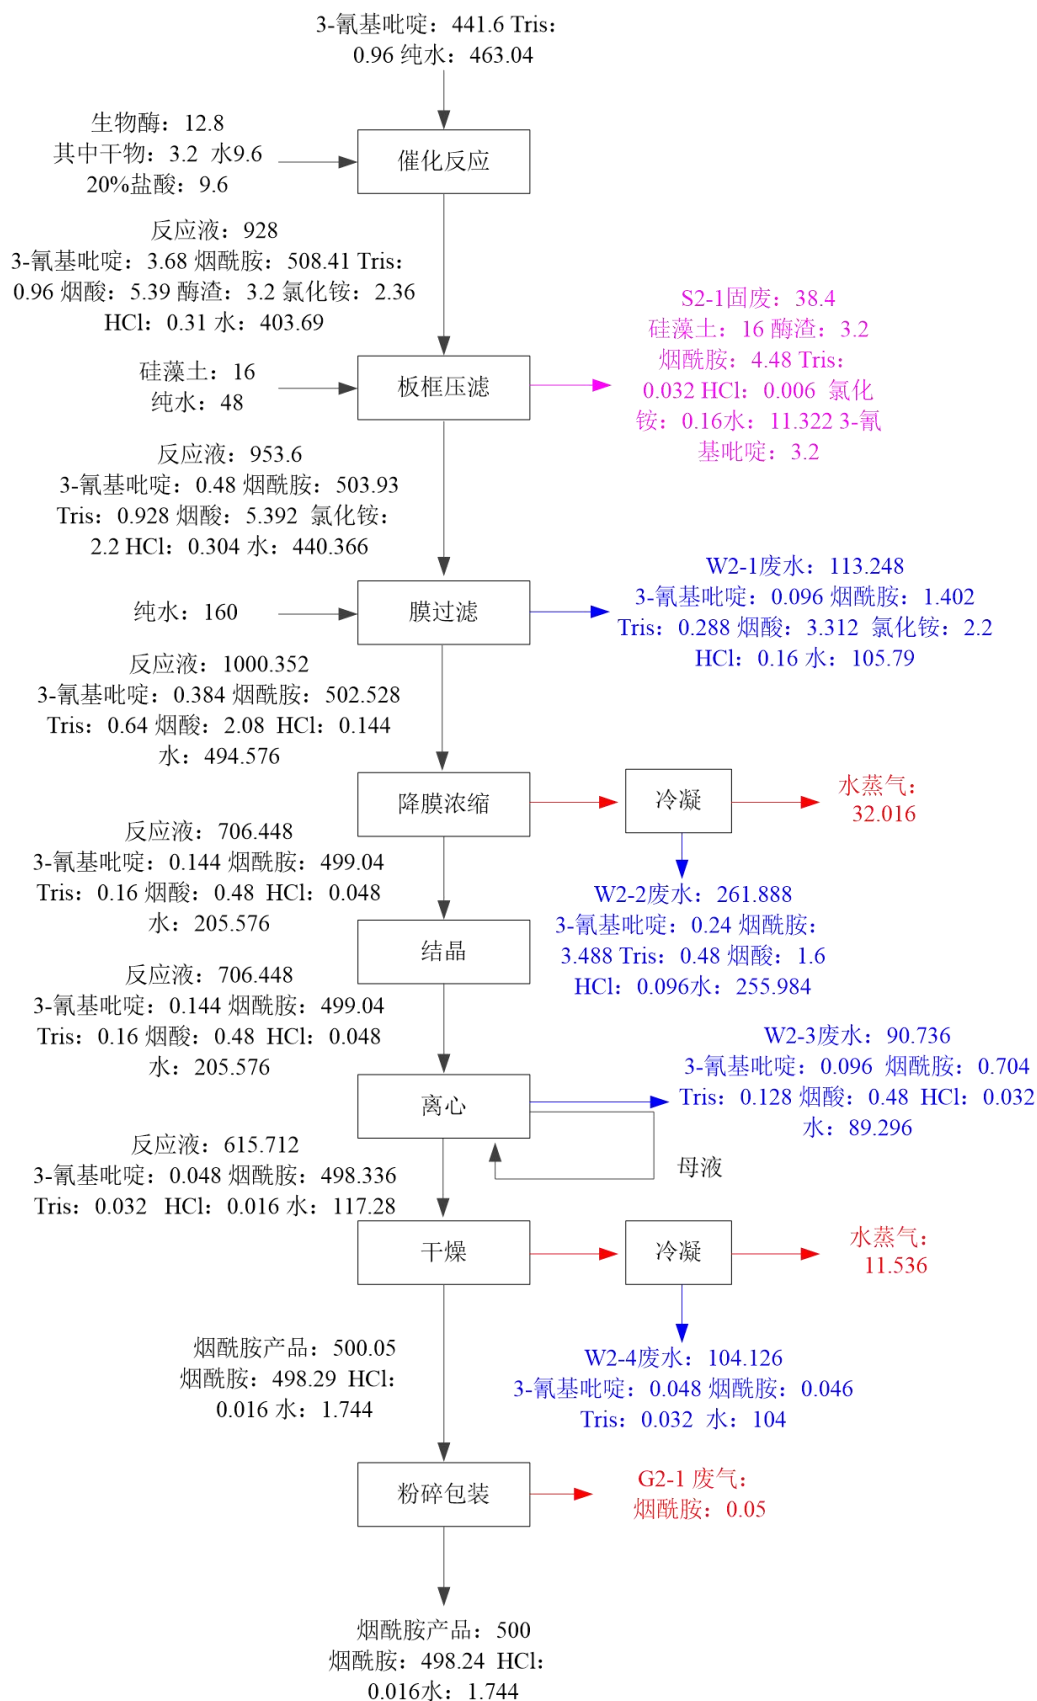 3-氰基吡啶：441.6 Tris：
0.96 纯水：463.04
生物酶：12.8
其中干物：3.2 水9.6
20%盐酸：9.6
催化反应
反应液：928
3-氰基吡啶：3.68 烟酰胺：508.41 Tris：
0.96 烟酸：5.39 酶渣：3.2 氯化铵：2.36
HCl：0.31 水：403.69
S2-1固废：38.4
硅藻土：16 酶渣：3.2
烟酰胺：4.48 Tris：
0.032 HCl：0.006 氯化
铵：0.16水：11.322 3-氰
基吡啶：3.2
硅藻土：16
纯水：48
板框压滤
反应液：953.6
3-氰基吡啶：0.48 烟酰胺：503.93
Tris：0.928 烟酸：5.392 氯化铵：
2.2 HCl：0.304 水：440.366
W2-1废水：113.248
3-氰基吡啶：0.096 烟酰胺：1.402
Tris：0.288 烟酸：3.312 氯化铵：2.2
HCl：0.16 水：105.79
纯水：160
膜过滤
反应液：1000.352
3-氰基吡啶：0.384 烟酰胺：502.528
Tris：0.64 烟酸：2.08 HCl：0.144
水：494.576
降膜浓缩
冷凝
水蒸气：
32.016
反应液：706.448
3-氰基吡啶：0.144 烟酰胺：499.04
Tris：0.16 烟酸：0.48 HCl：0.048
水：205.576
W2-2废水：261.888
3-氰基吡啶：0.24 烟酰胺：
3.488 Tris：0.48 烟酸：1.6
HCl：0.096水：255.984
结晶
反应液：706.448
3-氰基吡啶：0.144 烟酰胺：499.04
Tris：0.16 烟酸：0.48 HCl：0.048
水：205.576
W2-3废水：90.736
3-氰基吡啶：0.096 烟酰胺：0.704
Tris：0.128 烟酸：0.48 HCl：0.032
水：89.296
离心
母液
反应液：615.712
3-氰基吡啶：0.048 烟酰胺：498.336
Tris：0.032 HCl：0.016 水：117.28
干燥
冷凝
水蒸气：
11.536
烟酰胺产品：500.05
烟酰胺：498.29 HCl：
0.016 水：1.744
W2-4废水：104.126
3-氰基吡啶：0.048 烟酰胺：0.046
Tris：0.032 水：104
粉碎包装
G2-1 废气：
烟酰胺：0.05
烟酰胺产品：500
烟酰胺：498.24 HCl：
0.016水：1.744